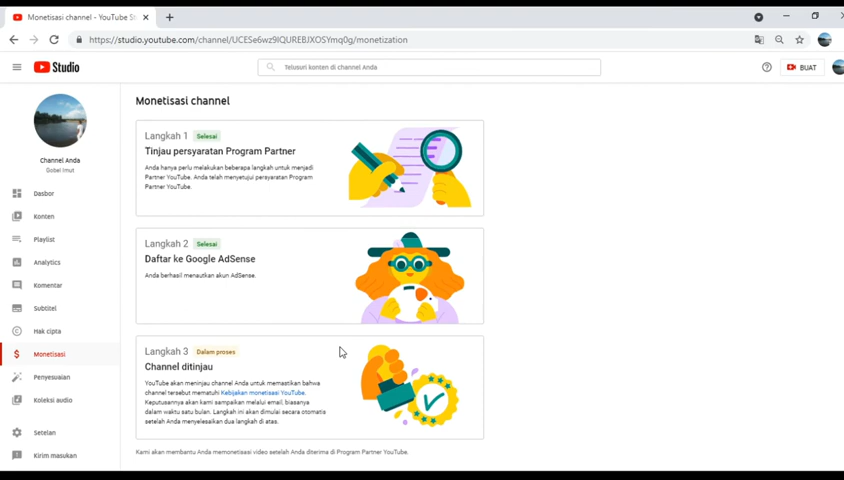 Monetisasi channel - YouTube St
https://studio.youtube.com/channel/UCESe6wz9IQUREBJXOSYmq0g/monetization
Studio
Telusuri konten di channel Anda
BUAT
Channel Anda
Gobel Imut
Dasbor
Konten
Playlist
Analytics
Komentar
Subtitel
Hak cipta
Monetisasi
Penyesuaian
Koleksi audio
Setelan
Kirim masukan
Monetisasi channel
Langkah 1 Selesai
Tinjau persyaratan Program Partner
Anda hanya perlu melakukan beberapa langkah untuk menjadi
Partner YouTube. Anda telah menyetujui persyaratan Program
Partner YouTube.
Langkah 2 Selesai
Daftar ke Google AdSense
Anda berhasil menautkan akun AdSense.
Langkah 3 Dalam proses
Channel ditinjau
YouTube akan meninjau channel Anda untuk memastikan bahwa
channel tersebut mematuhi Kebijakan monetisasi YouTube.
Keputusannya akan kami sampaikan melalui email, biasanya
dalam waktu satu bulan. Langkah ini akan dimulai secara otomatis
setelah Anda menyelesaikan dua langkah di atas.
Kami akan membantu Anda memonetisasi video setelah Anda diterima di Program Partner YouTube.